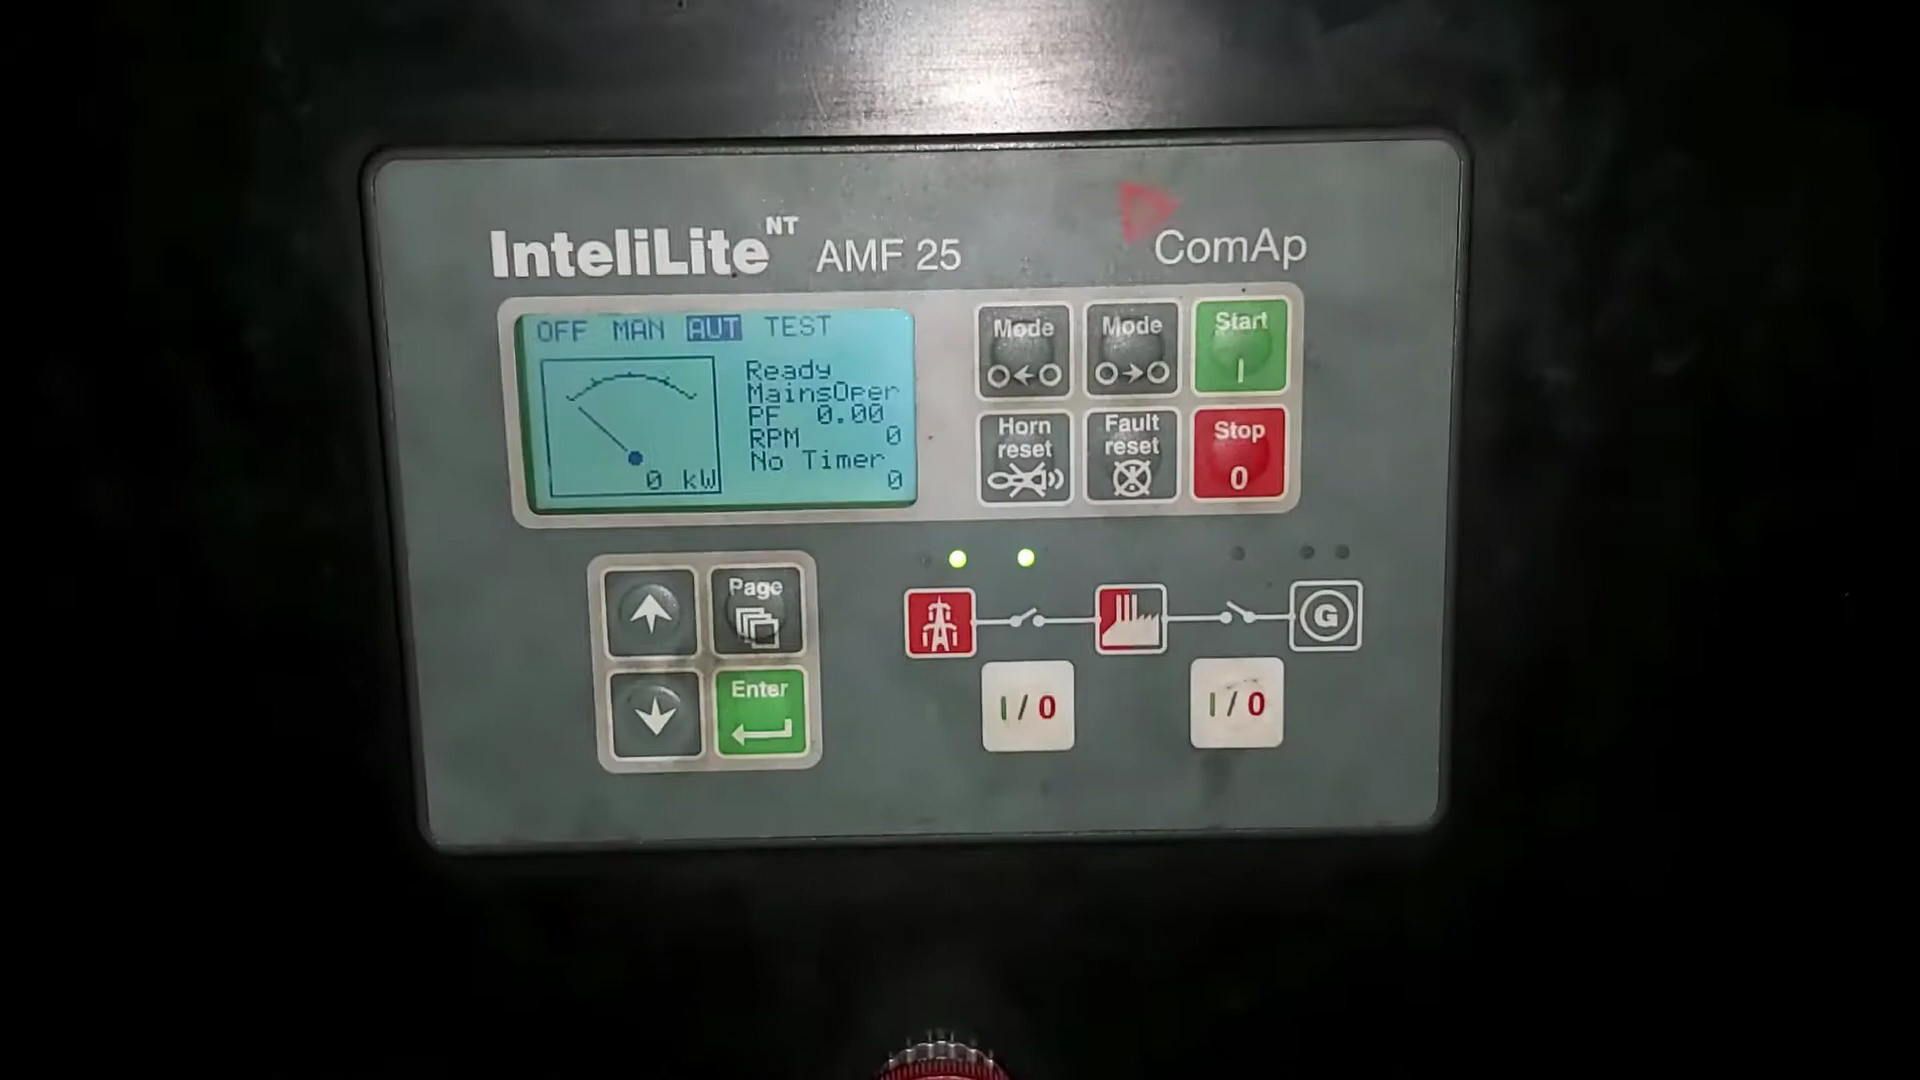 InteliLite NT AMF 25
ComAp
OFF MAN AUT TEST
Ready
MainsOper
PF 0.00
RPM 0
No Timer
0
0 kW
Mode
Mode
Start
I
Horn
reset
Fault
reset
Stop
0
Page
Enter
G
I/0
I/0